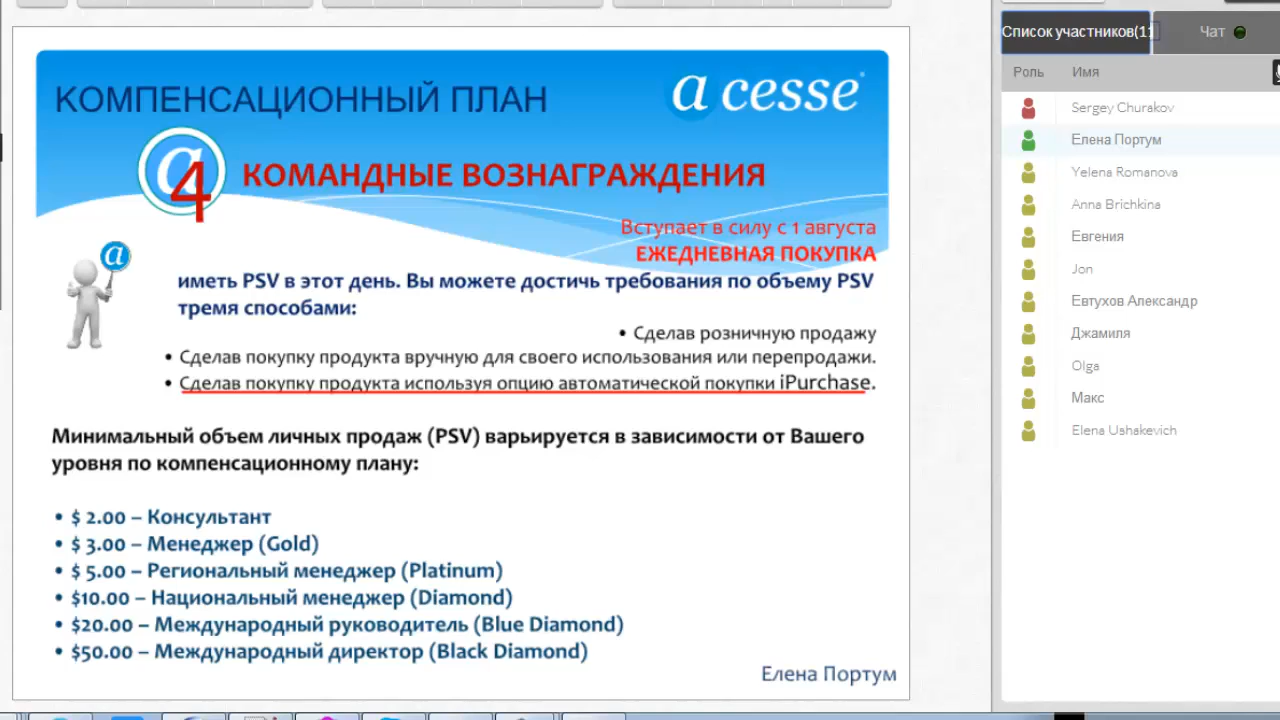 КОМПЕНСАЦИОННЫЙ ПЛАН
a cesse
a
4
КОМАНДНЫЕ ВОЗНАГРАЖДЕНИЯ
Вступает в силу с 1 августа
ЕЖЕДНЕВНАЯ ПОКУПКА
a
иметь PSV в этот день. Вы можете достичь требования по объему PSV
тремя способами:
• Сделав розничную продажу
• Сделав покупку продукта вручную для своего использования или перепродажи.
• Сделав покупку продукта используя опцию автоматической покупки iPurchase.
Минимальный объем личных продаж (PSV) варьируется в зависимости от Вашего
уровня по компенсационному плану:
• $ 2.00 – Консультант
• $ 3.00 – Менеджер (Gold)
• $ 5.00 – Региональный менеджер (Platinum)
• $10.00 – Национальный менеджер (Diamond)
• $20.00 – Международный руководитель (Blue Diamond)
• $50.00 – Международный директор (Black Diamond)
Елена Портум
Список участников(11
Чат
Роль Имя
Sergey Churakov
Елена Портум
Yelena Romanova
Anna Brichkina
Евгения
Jon
Евтухов Александр
Джамиля
Olga
Макс
Elena Ushakevich